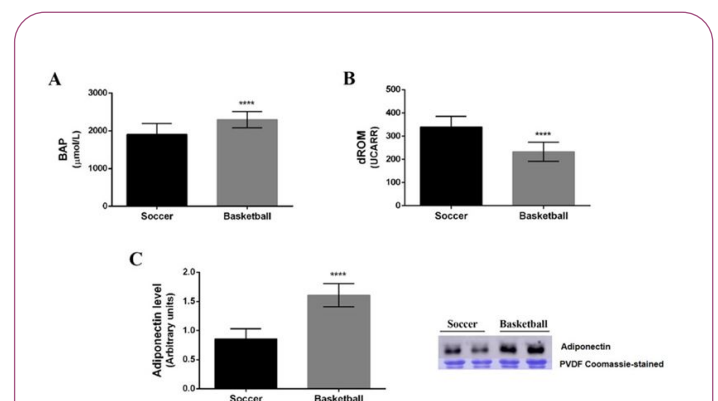 A
BAP
(μmol/L)
3000
2000
1000
0
****
Soccer Basketball
B
dROM
(UCARR)
500
400
300
200
100
0
****
Soccer Basketball
C
Adiponectin level
(Arbitrary units)
2.0
1.5
1.0
0.5
0.0
****
Soccer Basketball
Soccer Basketball
Adiponectin
PVDF Coomassie-stained